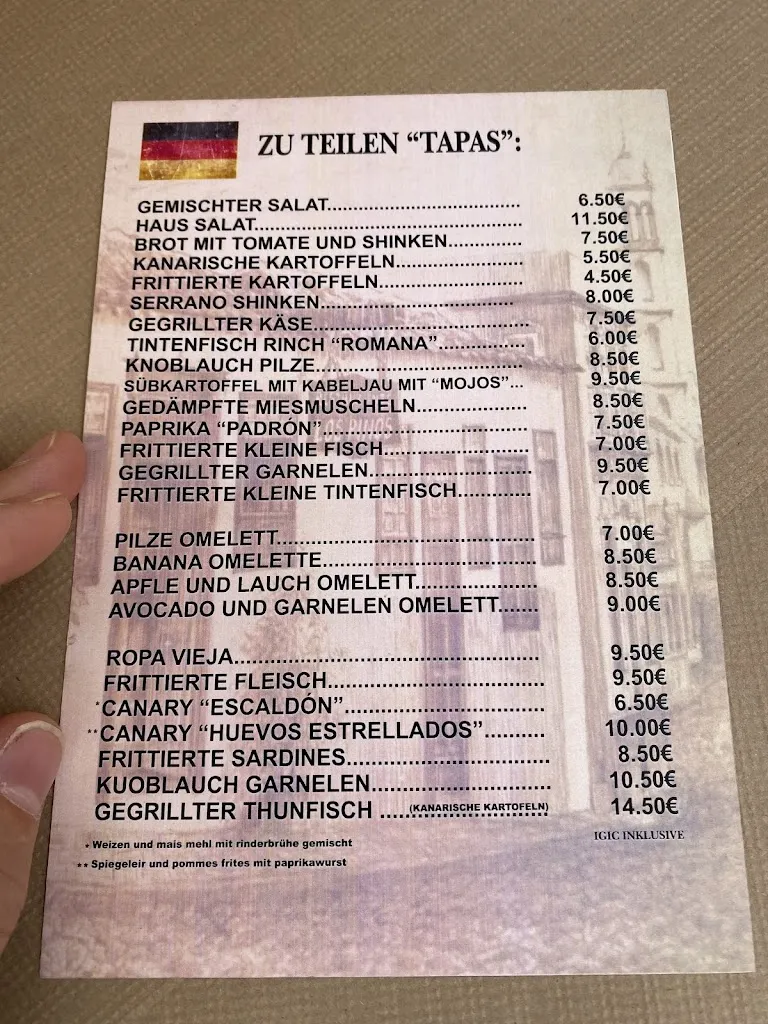 ZU TEILEN “TAPAS”:
GEMISCHTER SALAT................................... 6.50€
HAUS SALAT................................................. 11.50€
BROT MIT TOMATE UND SHINKEN............. 7.50€
KANARISCHE KARTOFFELN....................... 5.50€
FRITTIERTE KARTOFFELN.......................... 4.50€
SERRANO SHINKEN.................................... 8.00€
GEGRILLTER KÄSE....................................... 7.50€
TINTENFISCH RINCH “ROMANA”............... 6.00€
KNOBLAUCH PILZE..................................... 8.50€
SÜBKARTOFFEL MIT KABELJAU MIT “MOJOS”... 9.50€
GEDÄMPFTE MIESMUSCHELN................... 8.50€
PAPRIKA “PADRÓN”.................................... 7.50€
FRITTIERTE KLEINE FISCH......................... 7.00€
GEGRILLTER GARNELEN............................ 9.50€
FRITTIERTE KLEINE TINTENFISCH............. 7.00€
PILZE OMELETT........................................... 7.00€
BANANA OMELETTE.................................... 8.50€
APFLE UND LAUCH OMELETT.................... 8.50€
AVOCADO UND GARNELEN OMELETT....... 9.00€
ROPA VIEJA................................................. 9.50€
FRITTIERTE FLEISCH................................... 9.50€
*CANARY “ESCALDÓN”................................ 6.50€
**CANARY “HUEVOS ESTRELLADOS”.......... 10.00€
FRITTIERTE SARDINES................................ 8.50€
KUOBLAUCH GARNELEN............................ 10.50€
GEGRILLTER THUNFISCH ..........(KANARISCHE KARTOFELN) 14.50€
* Weizen und mais mehl mit rinderbrühe gemischt
IGIC INKLUSIVE
** Spiegeleir und pommes frites mit paprikawurst